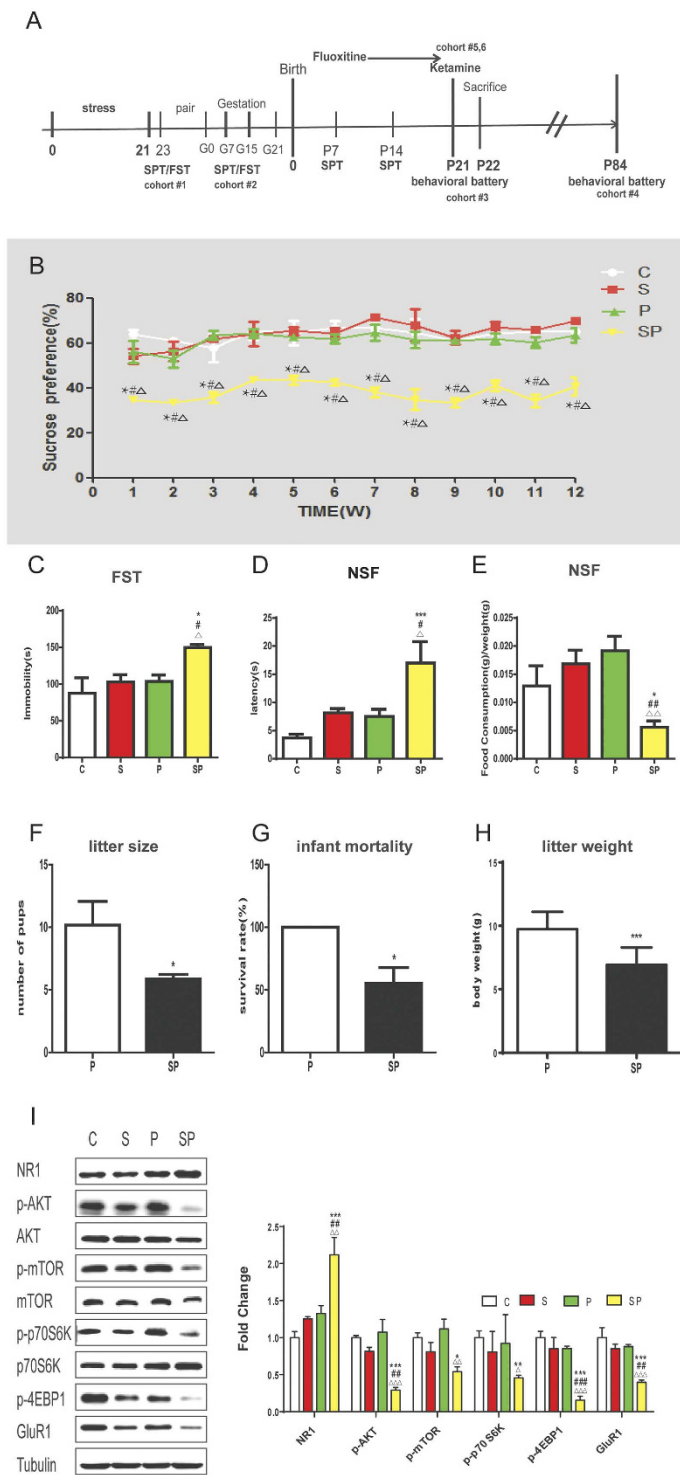 A
Fluoxitine
cohort #5,6
Birth
Ketamine
Gestation
Sacrifice
stress
pair
0
21
23
G0
G7
G15
G21
0
P7
P14
P21
P22
P84
SPT/FST
cohort #1
SPT/FST
cohort #2
SPT
SPT
behavioral battery
cohort #3
behavioral battery
cohort #4
B
C
S
P
SP
Sucrose preference(%)
80
60
40
20
0
*#△
*#△
*#△
*#△
*#△
*#△
*#△
*#△
*#△
*#△
*#△
*#△
0 1 2 3 4 5 6 7 8 9 10 11 12
TIME(W)
C
FST
Immobility(s)
200
150
100
50
0
*
#
△
C S P SP
D
NSF
latency(s)
25
20
15
10
5
0
***
#
△
C S P SP
E
NSF
Food Consumption(g)/weight(g)
0.025
0.020
0.015
0.010
0.005
0.000
*
##
△△
C S P SP
F
litter size
number of pups
15
10
5
0
*
P SP
G
infant mortality
survival rate(%)
150
100
50
0
*
P SP
H
litter weight
body weight(g)
15
10
5
0
***
P SP
I
C S P SP
NR1
p-AKT
AKT
p-mTOR
mTOR
p-p70S6K
p70S6K
p-4EBP1
GluR1
Tubulin
Fold Change
2.5
2.0
1.5
1.0
0.5
0.0
C S P SP
***
##
△△
***
##
△△△
*
△△
**
△
***
###
△△△
***
##
△△△
NR1
p-AKT
p-mTOR
p-p70S6K
p-4EBP1
GluR1